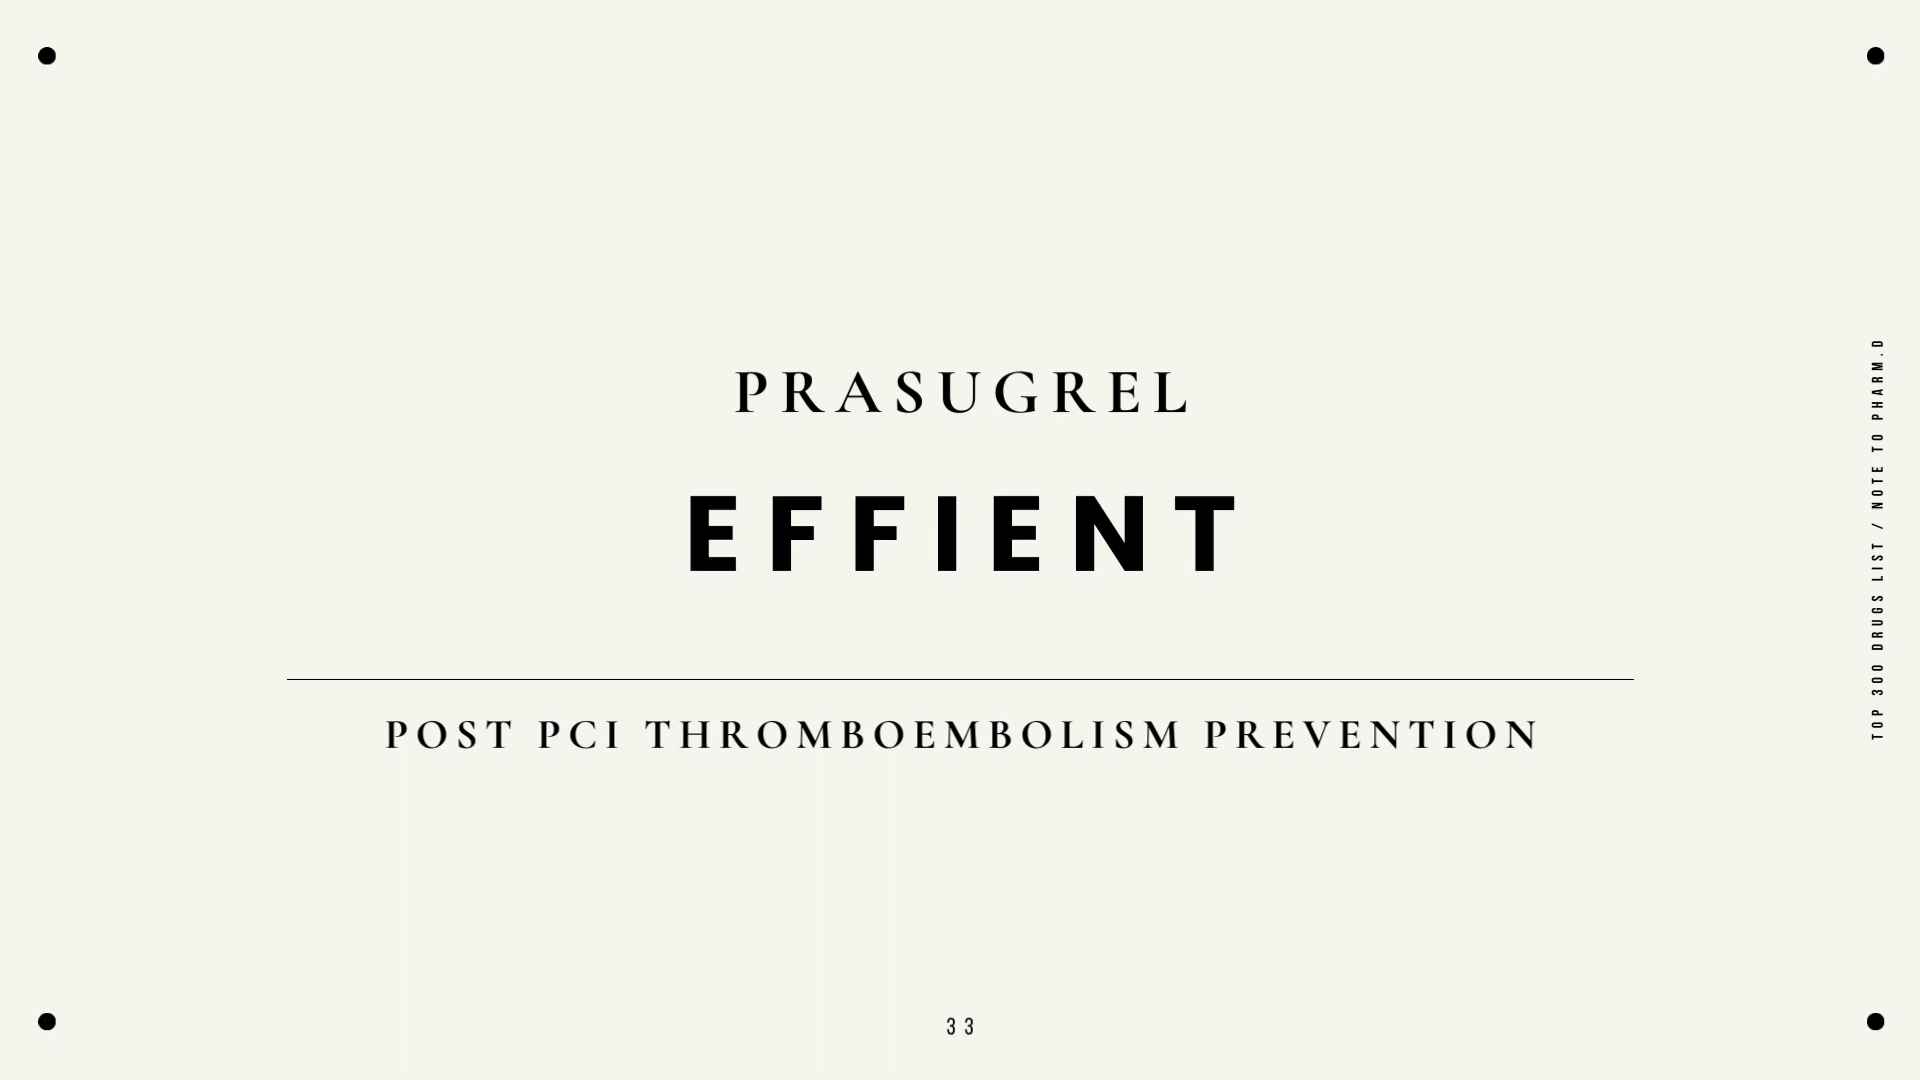 PRASUGREL
EFFIENT
POST PCI THROMBOEMBOLISM PREVENTION
TOP 300 DRUGS LIST / NOTE TO PHARM.D
33